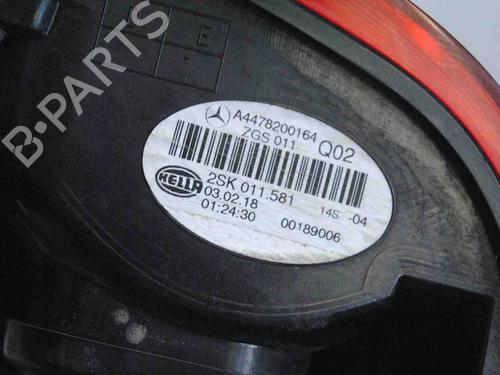 B-PARTS
E
A4478200164
ZGS 011
Q02
HELLA
2SK 011.581
14S -04
03.02.18
01:24:30
00189006